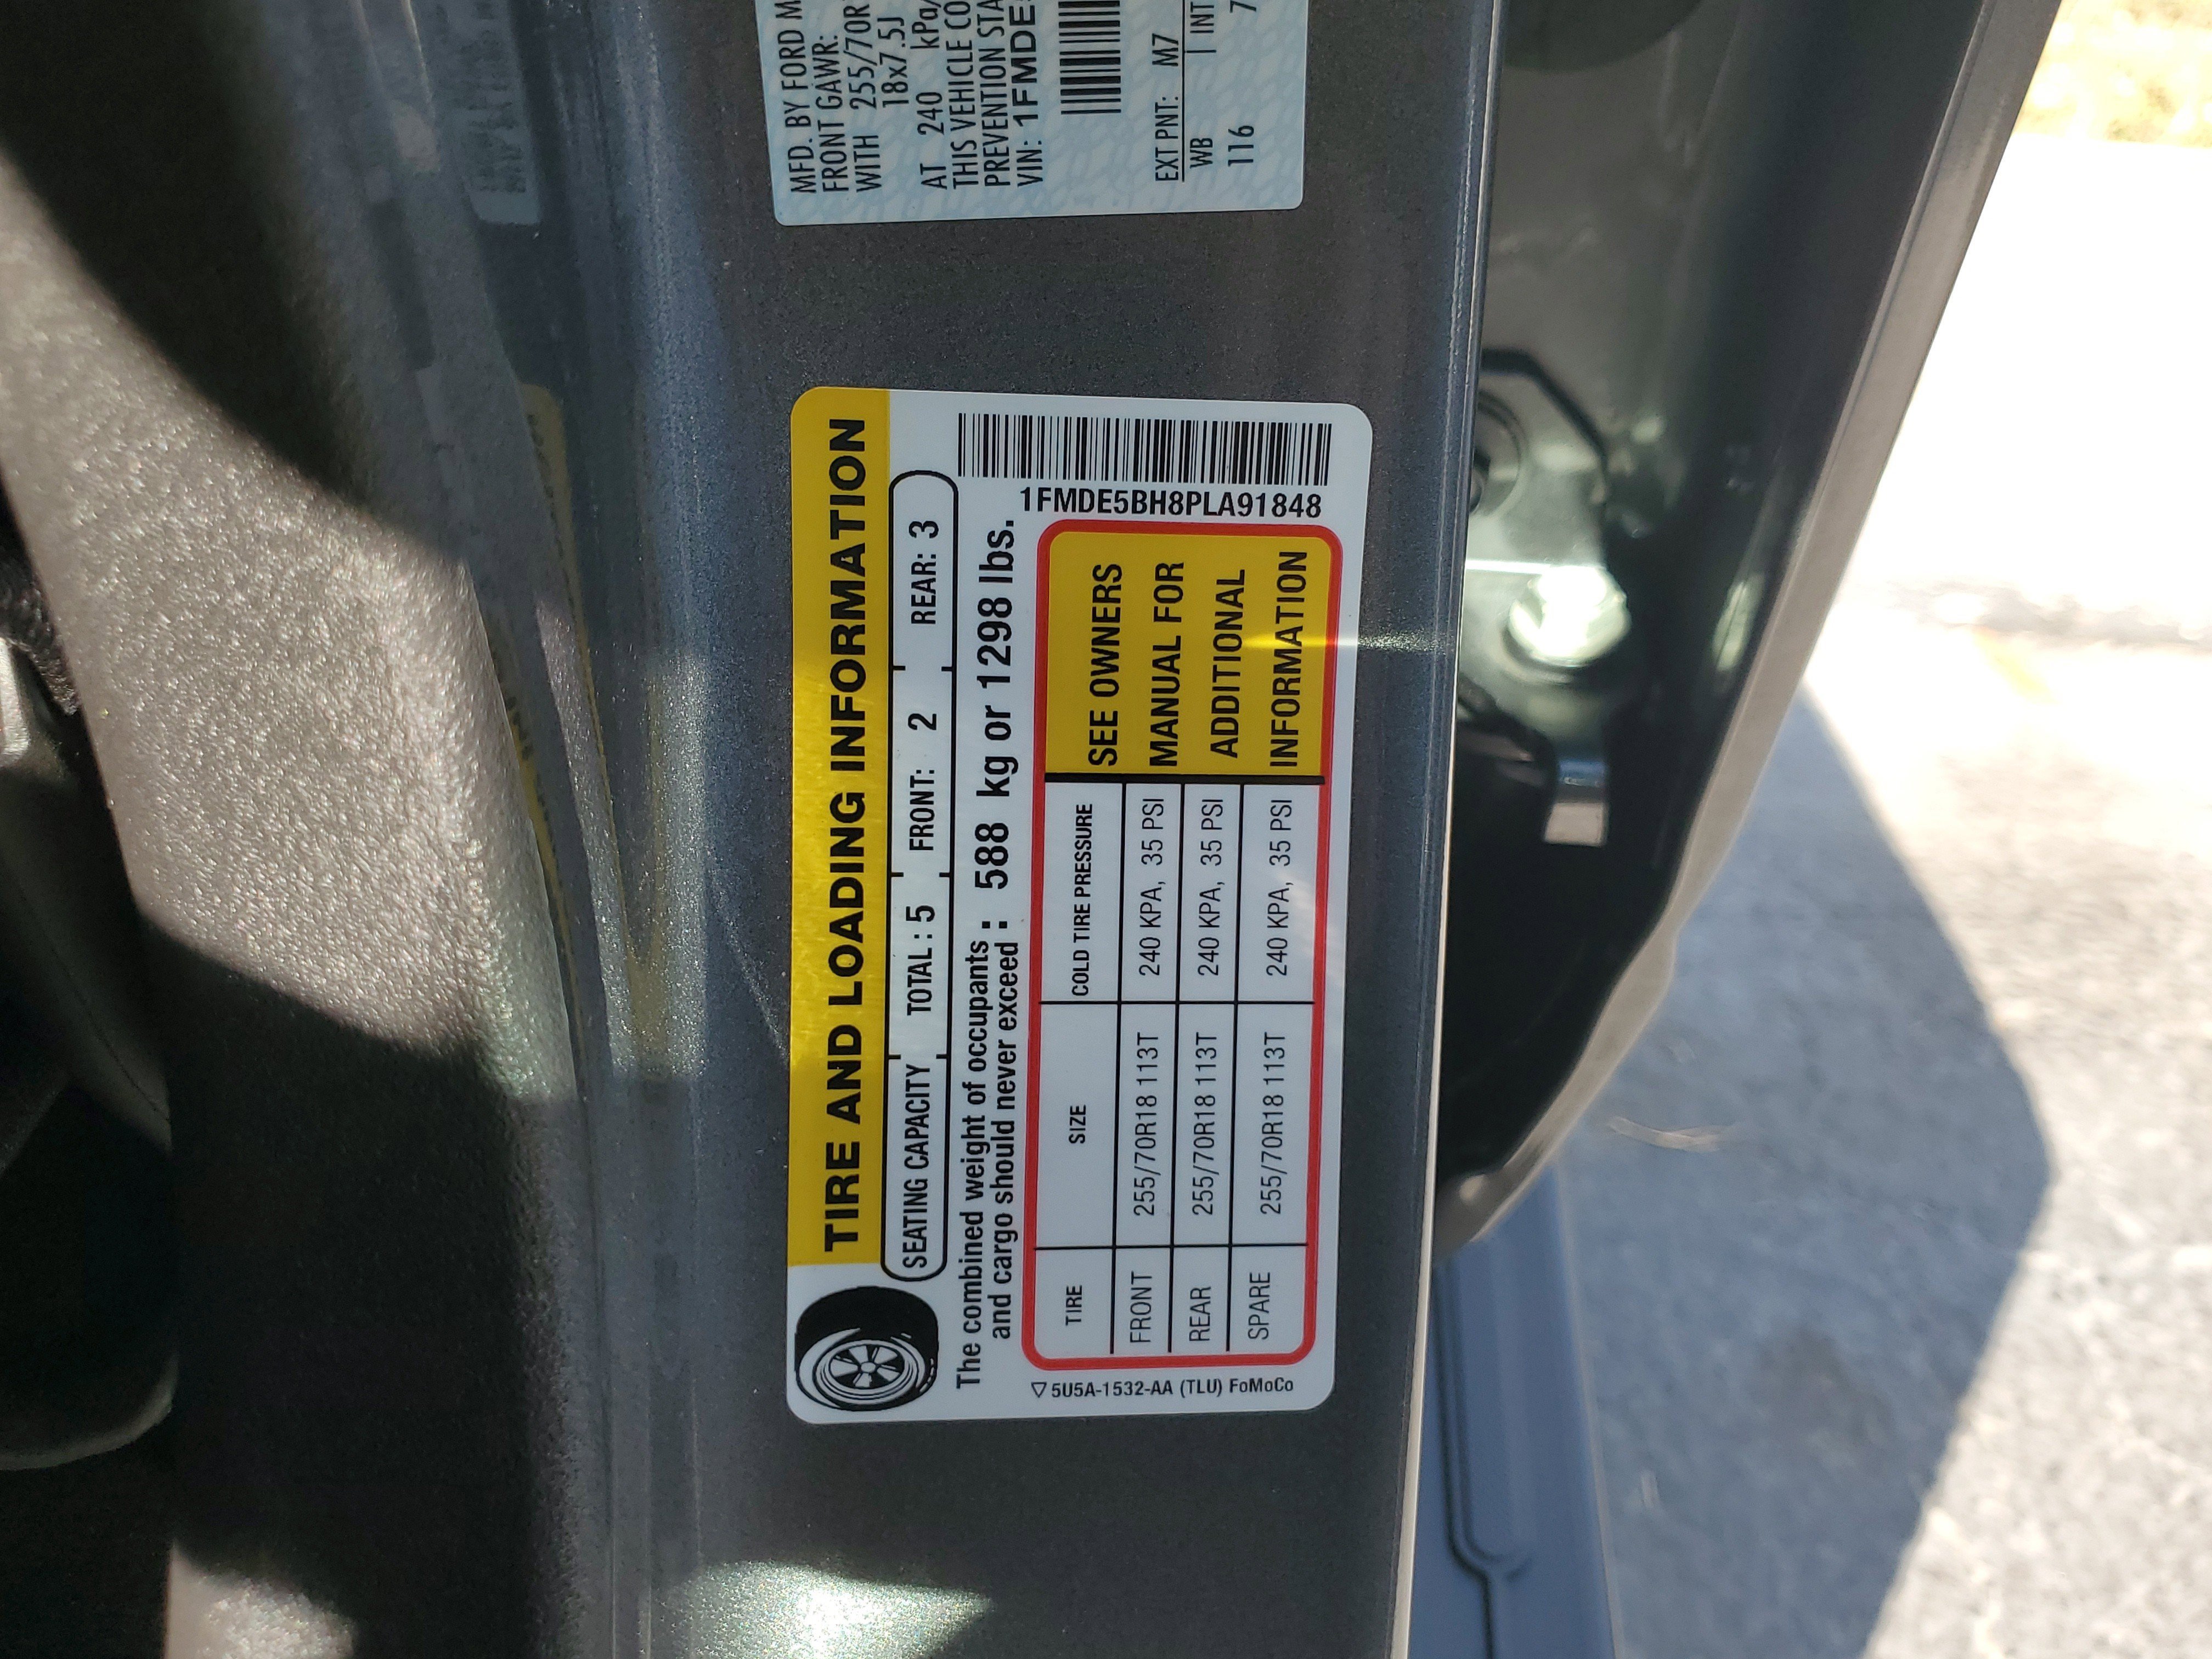 MFD. BY FORD M
FRONT GAWR:
WITH 255/70R
18x7.5J
AT 240 kPa/
THIS VEHICLE CO
PREVENTION STA
VIN: 1FMDE
EXT PNT: M7
WB INT
116 7
TIRE AND LOADING INFORMATION
SEATING CAPACITY TOTAL : 5 FRONT: 2 REAR: 3
The combined weight of occupants
and cargo should never exceed : 588 kg or 1298 lbs.
1FMDE5BH8PLA91848
TIRE SIZE COLD TIRE PRESSURE
FRONT 255/70R18 113T 240 KPA, 35 PSI
REAR 255/70R18 113T 240 KPA, 35 PSI
SPARE 255/70R18 113T 240 KPA, 35 PSI
SEE OWNERS
MANUAL FOR
ADDITIONAL
INFORMATION
5U5A-1532-AA (TLU) FoMoCo